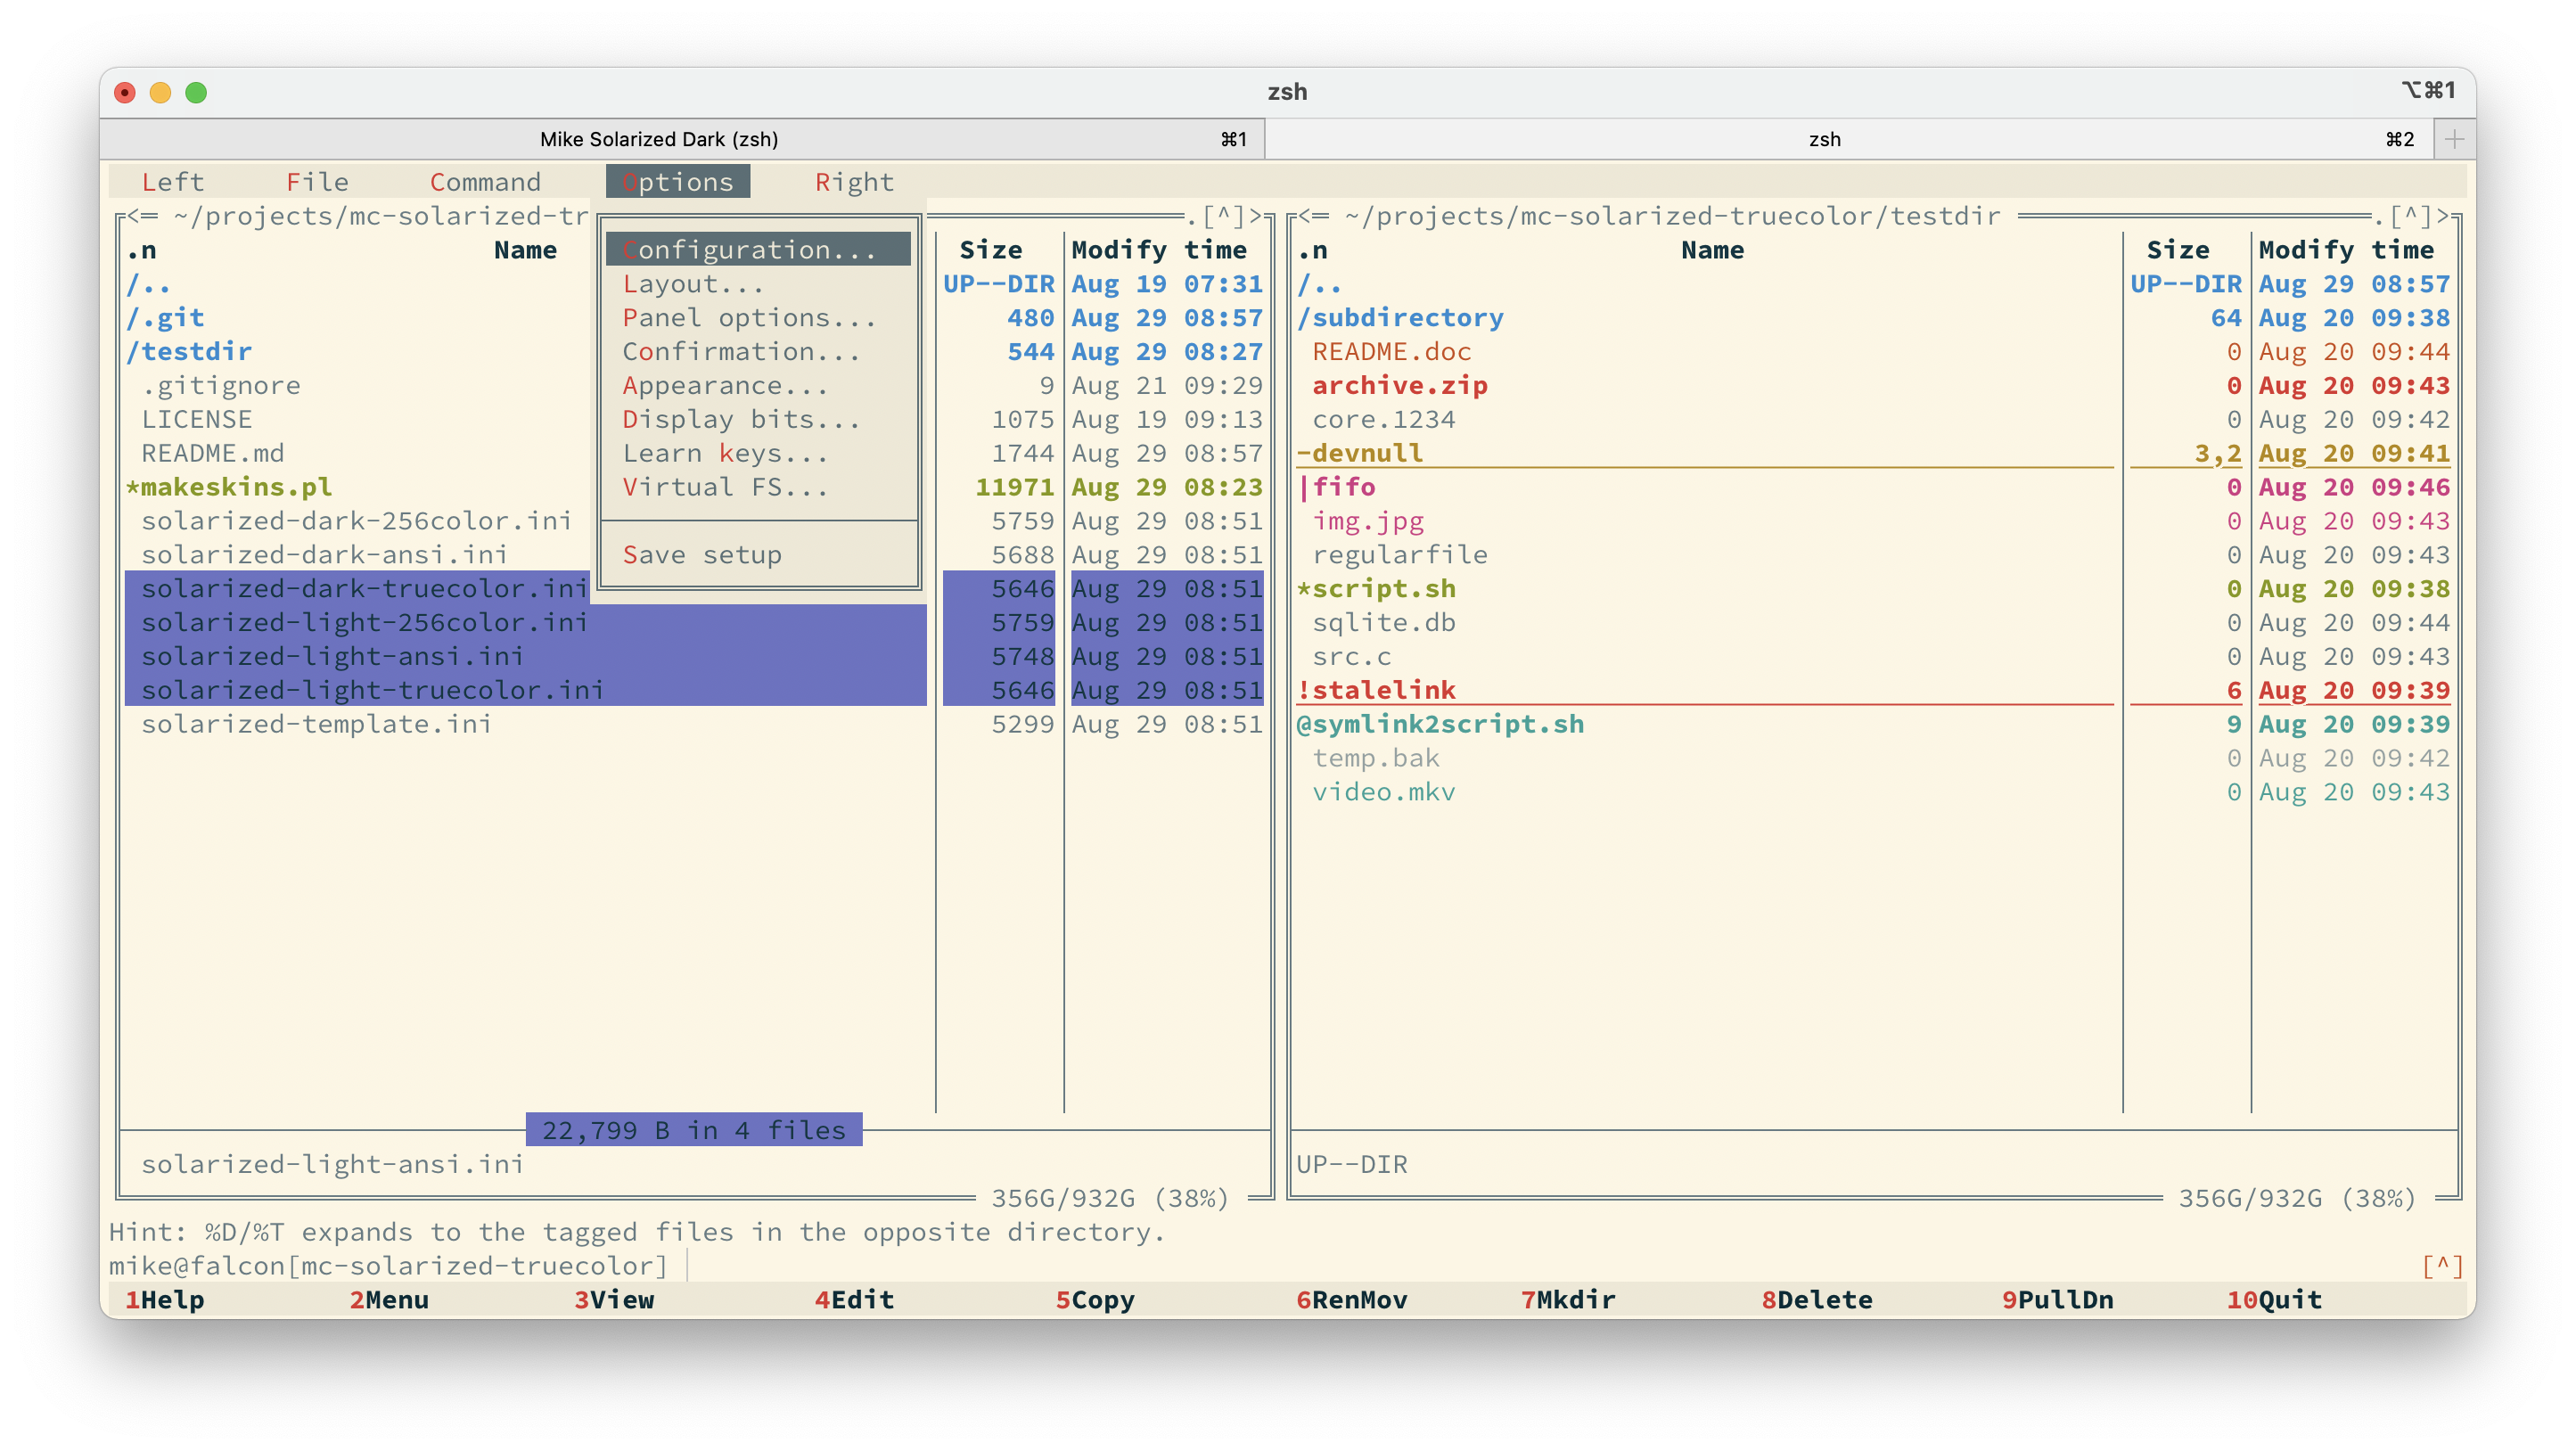 zsh ⌥⌘1
Mike Solarized Dark (zsh) ⌘1 zsh ⌘2 +
Left File Command Options Right
<═ ~/projects/mc-solarized-tr .[^]> <═ ~/projects/mc-solarized-truecolor/testdir .[^]>
.n Name Configuration... Size Modify time .n Name Size Modify time
/.. Layout... UP--DIR Aug 19 07:31 /.. UP--DIR Aug 29 08:57
/.git Panel options... 480 Aug 29 08:57 /subdirectory 64 Aug 20 09:38
/testdir Confirmation... 544 Aug 29 08:27 README.doc 0 Aug 20 09:44
.gitignore Appearance... 9 Aug 21 09:29 archive.zip 0 Aug 20 09:43
LICENSE Display bits... 1075 Aug 19 09:13 core.1234 0 Aug 20 09:42
README.md Learn keys... 1744 Aug 29 08:57 -devnull 3,2 Aug 20 09:41
*makeskins.pl Virtual FS... 11971 Aug 29 08:23 |fifo 0 Aug 20 09:46
solarized-dark-256color.ini 5759 Aug 29 08:51 img.jpg 0 Aug 20 09:43
solarized-dark-ansi.ini Save setup 5688 Aug 29 08:51 regularfile 0 Aug 20 09:43
solarized-dark-truecolor.ini 5646 Aug 29 08:51 *script.sh 0 Aug 20 09:38
solarized-light-256color.ini 5759 Aug 29 08:51 sqlite.db 0 Aug 20 09:44
solarized-light-ansi.ini 5748 Aug 29 08:51 src.c 0 Aug 20 09:43
solarized-light-truecolor.ini 5646 Aug 29 08:51 !stalelink 6 Aug 20 09:39
solarized-template.ini 5299 Aug 29 08:51 @symlink2script.sh 9 Aug 20 09:39
temp.bak 0 Aug 20 09:42
video.mkv 0 Aug 20 09:43
22,799 B in 4 files
solarized-light-ansi.ini UP--DIR
356G/932G (38%) 356G/932G (38%)
Hint: %D/%T expands to the tagged files in the opposite directory.
mike@falcon[mc-solarized-truecolor] [^]
1Help 2Menu 3View 4Edit 5Copy 6RenMov 7Mkdir 8Delete 9PullDn 10Quit